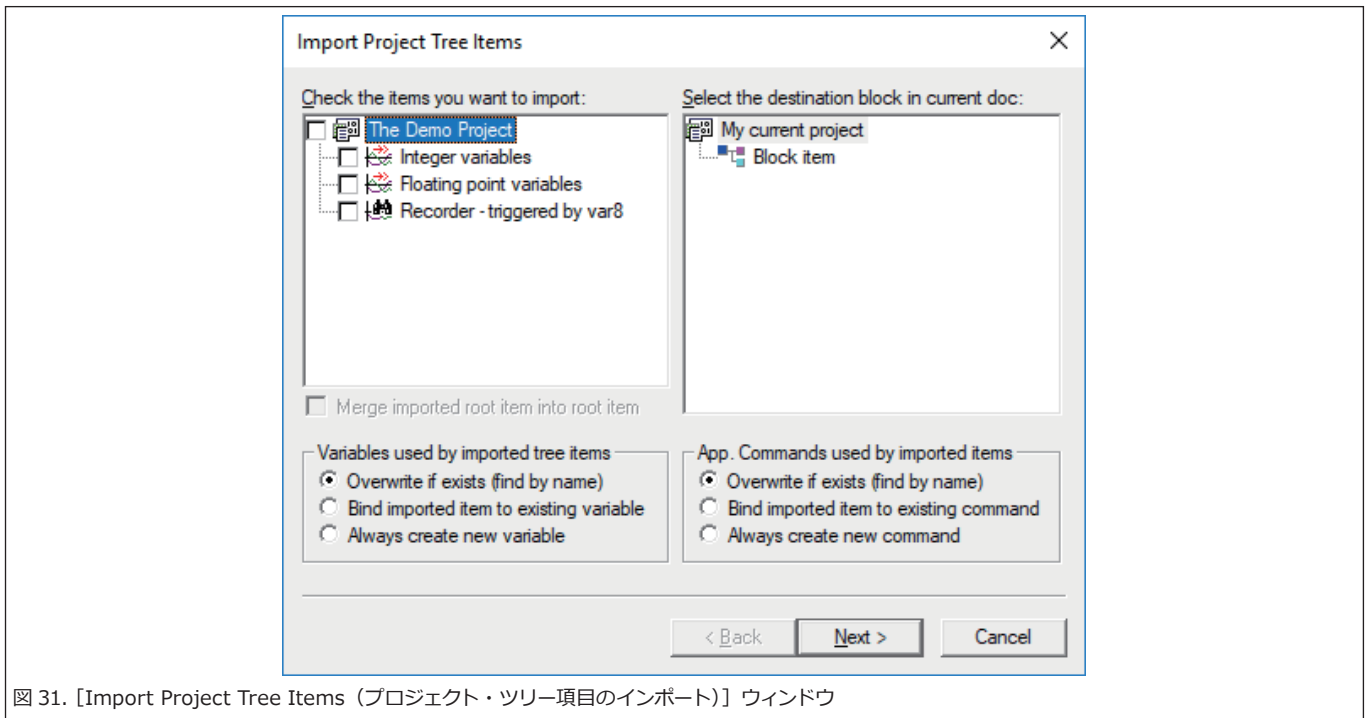 Import Project Tree Items
Check the items you want to import:
The Demo Project
Integer variables
Floating point variables
Recorder - triggered by var8
Merge imported root item into root item
Select the destination block in current doc:
My current project
Block item
Variables used by imported tree items
Overwrite if exists (find by name)
Bind imported item to existing variable
Always create new variable
App. Commands used by imported items
Overwrite if exists (find by name)
Bind imported item to existing command
Always create new command
< Back
Next >
Cancel
図 31.［Import Project Tree Items（プロジェクト・ツリー項目のインポート）］ウィンドウ